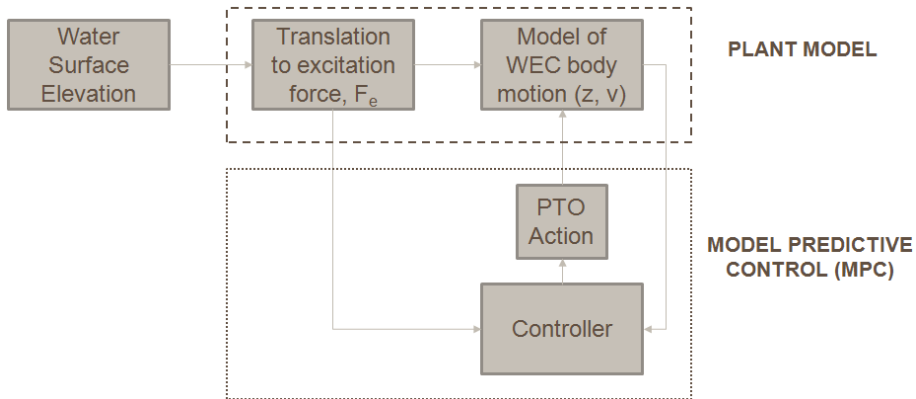 Water
Surface
Elevation
Translation
to excitation
force, Fe
Model of
WEC body
motion (z, v)
PLANT MODEL
PTO
Action
MODEL PREDICTIVE
CONTROL (MPC)
Controller